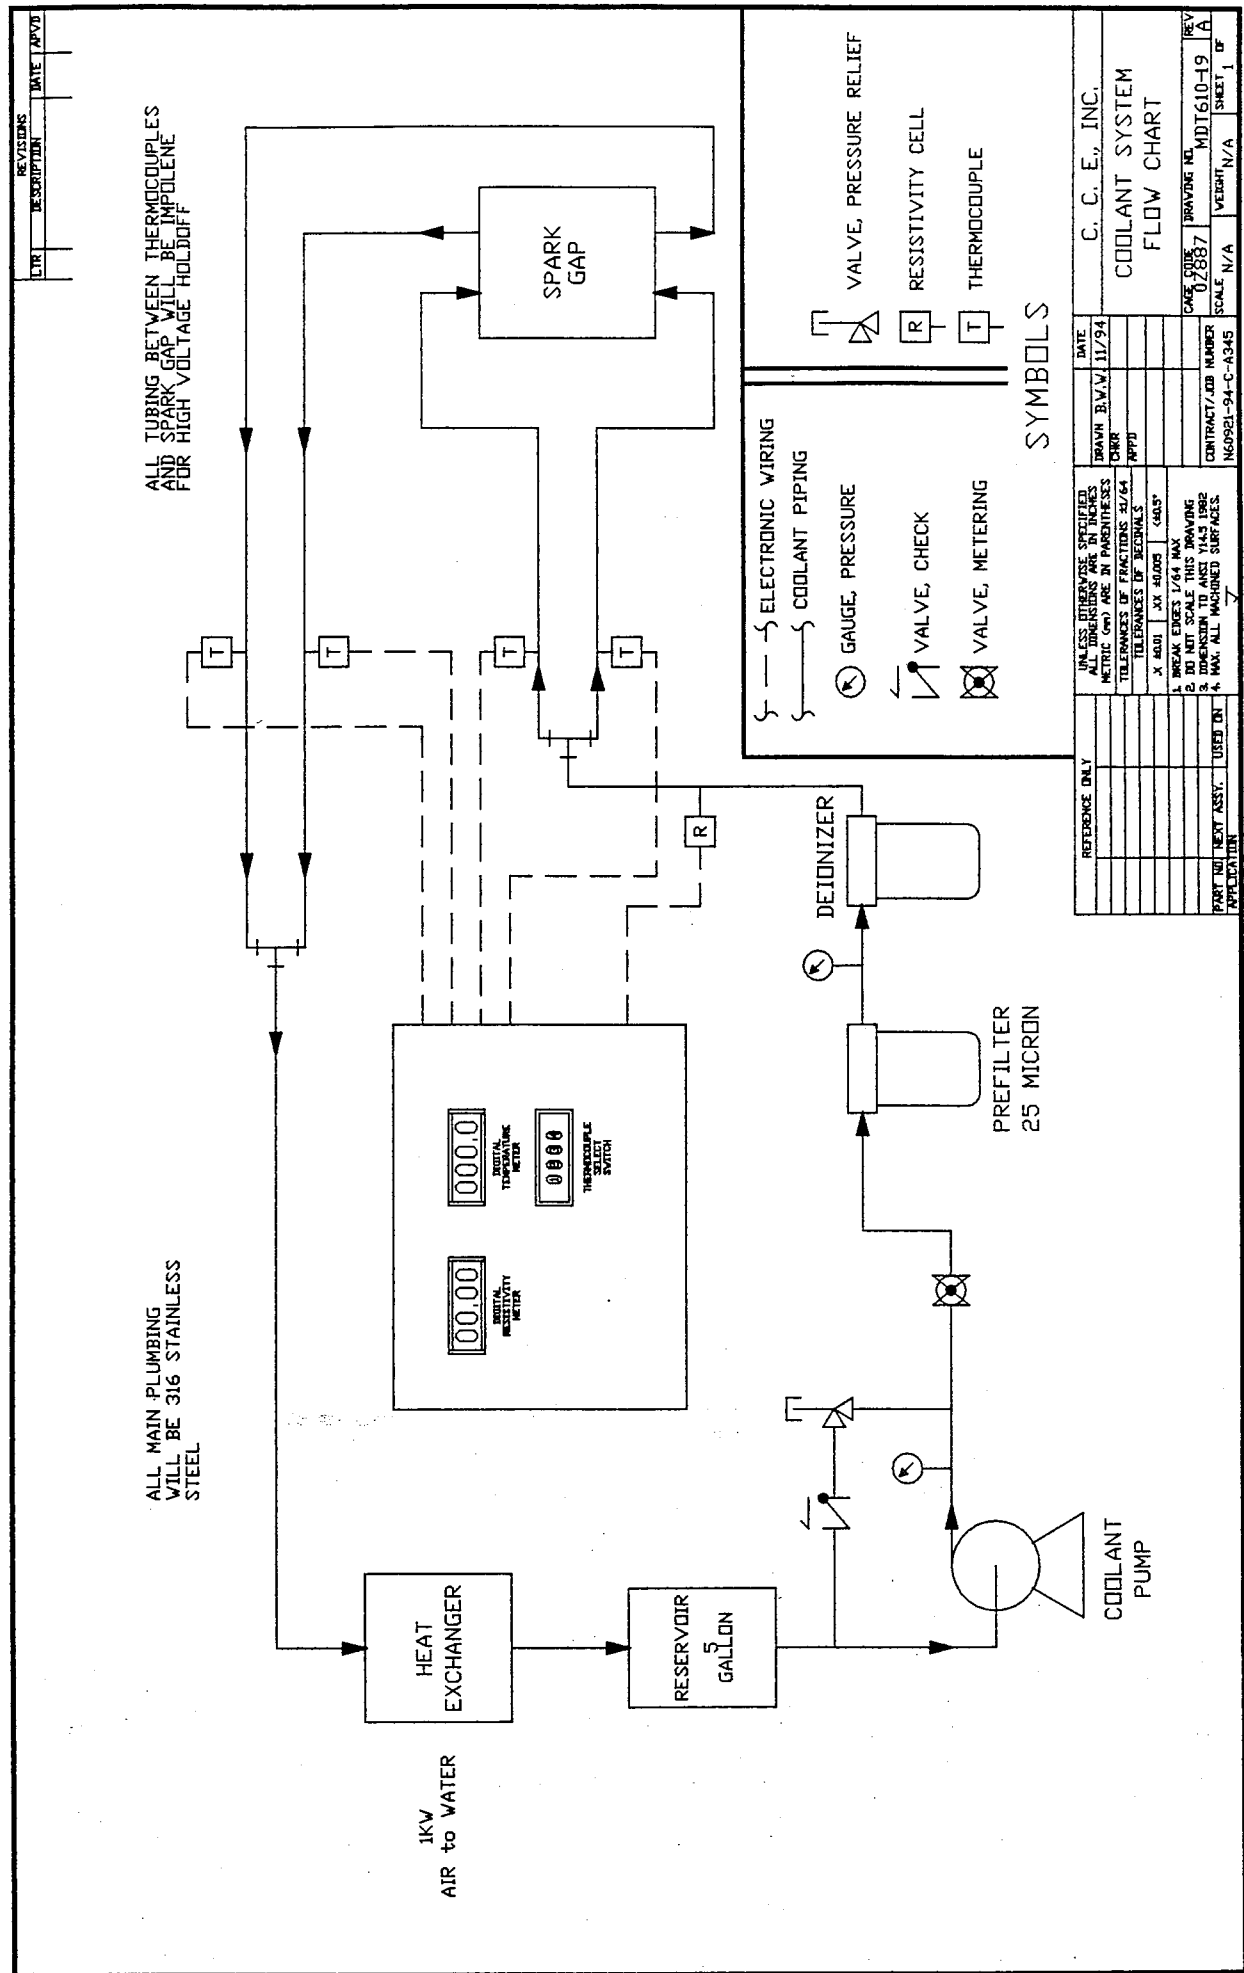 REVISIONS
LTR DESCRIPTION DATE APVD
ALL MAIN PLUMBING
WILL BE 316 STAINLESS
STEEL
ALL TUBING BETWEEN THERMOCOUPLES
AND SPARK GAP WILL BE IMPOLENE
FOR HIGH VOLTAGE HOLDOFF
T
T
T
T
R
SPARK
GAP
00.00
DIGITAL
RESISTIVITY
METER
000.0
DIGITAL
TEMPERATURE
METER
0000
THERMOCOUPLE
SELECT
SWITCH
1KW
AIR to WATER
HEAT
EXCHANGER
RESERVOIR
5
GALLON
COOLANT
PUMP
PREFILTER
25 MICRON
DEIONIZER
ELECTRONIC WIRING
COOLANT PIPING
GAUGE, PRESSURE
VALVE, CHECK
VALVE, METERING
VALVE, PRESSURE RELIEF
R RESISTIVITY CELL
T THERMOCOUPLE
SYMBOLS
REFERENCE ONLY
PART NO. NEXT ASSY. USED ON
APPLICATION
UNLESS OTHERWISE SPECIFIED
ALL DIMENSIONS ARE IN INCHES
METRIC (mm) ARE IN PARENTHESES
TOLERANCES OF FRACTIONS ±1/64
TOLERANCES OF DECIMALS
.X ±0.01 .XX ±0.005 <±0.5°
1. BREAK EDGES 1/64 MAX
2. DO NOT SCALE THIS DRAWING
3. DIMENSION TO ANSI Y14.5 1982
4. MAX. ALL MACHINED SURFACES.
DATE
DRAWN B.W.W. 11/94
CHKR
APPD
CONTRACT/JOB NUMBER
N60921-94-C-A345
C. C. E., INC.
COOLANT SYSTEM
FLOW CHART
CAGE CODE
0Z887
DRAWING NO.
MDT610-19
REV
A
SCALE N/A
WEIGHT N/A
SHEET 1 OF